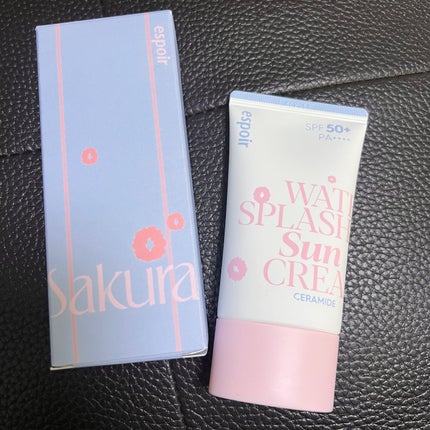 espoir
Sakura
espoir
SPF 50+
PA++++
WAT
SPLASH
Sun
CREA
CERAMIDE